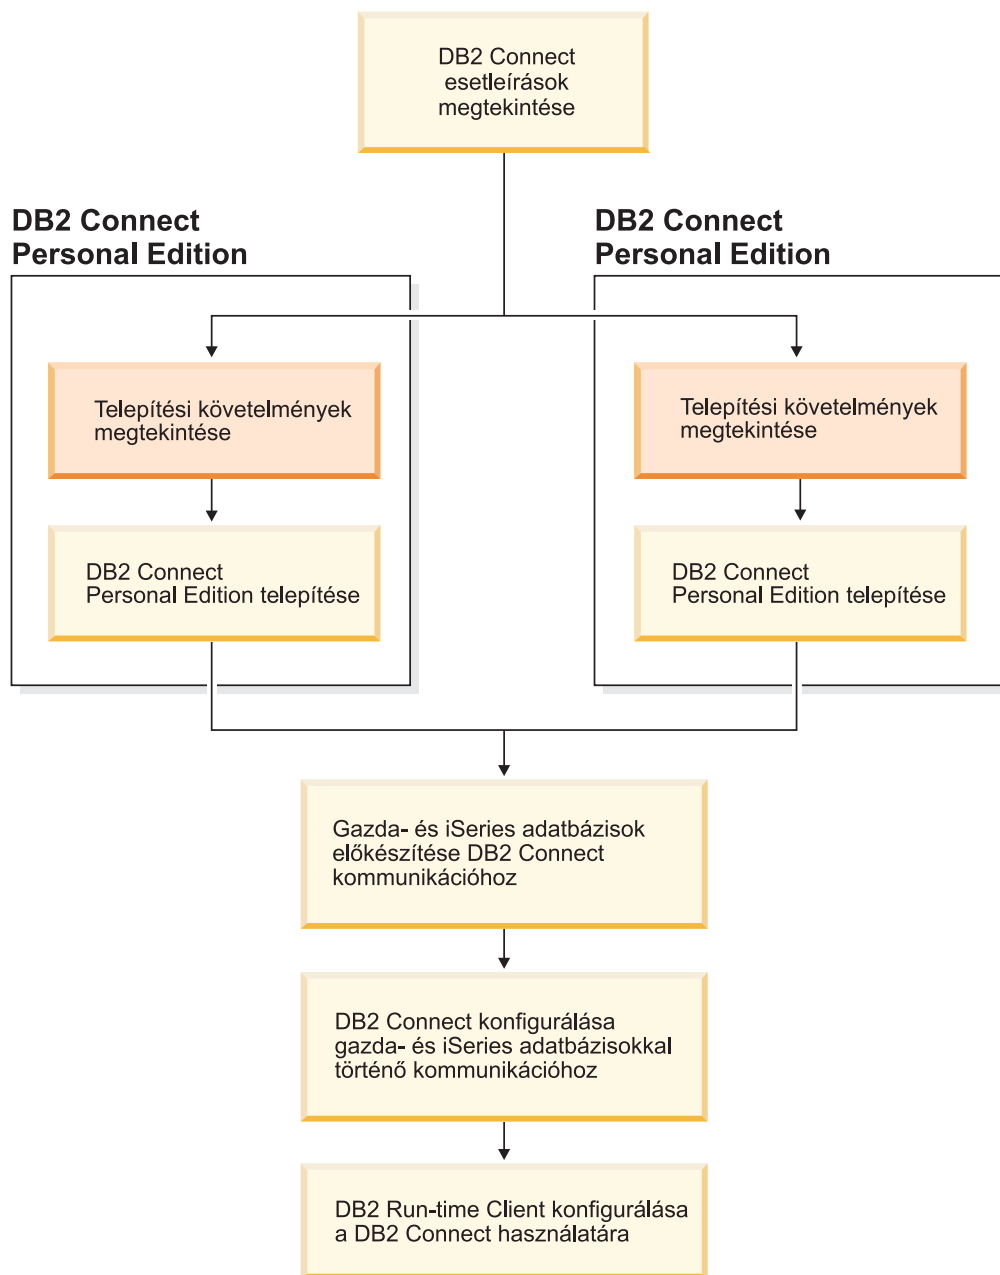 DB2 Connect
esetleírások
megtekintése
DB2 Connect
Personal Edition
DB2 Connect
Personal Edition
Telepítési követelmények
megtekintése
Telepítési követelmények
megtekintése
DB2 Connect
Personal Edition telepítése
DB2 Connect
Personal Edition telepítése
Gazda- és iSeries adatbázisok
előkészítése DB2 Connect
kommunikációhoz
DB2 Connect konfigurálása
gazda- és iSeries adatbázisokkal
történő kommunikációhoz
DB2 Run-time Client konfigurálása
a DB2 Connect használatára